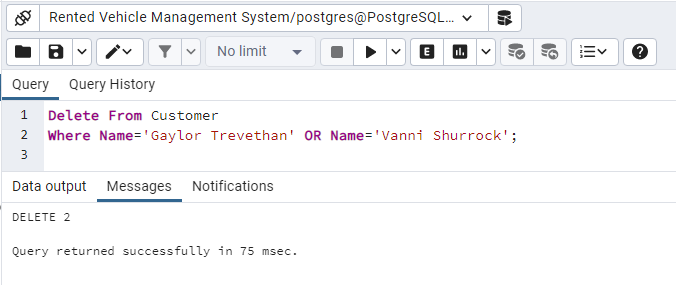 Rented Vehicle Management System/postgres@PostgreSQL...
No limit
E
Query Query History
1 Delete From Customer
2 Where Name='Gaylor Trevethan' OR Name='Vanni Shurrock';
3
Data output Messages Notifications
DELETE 2
Query returned successfully in 75 msec.